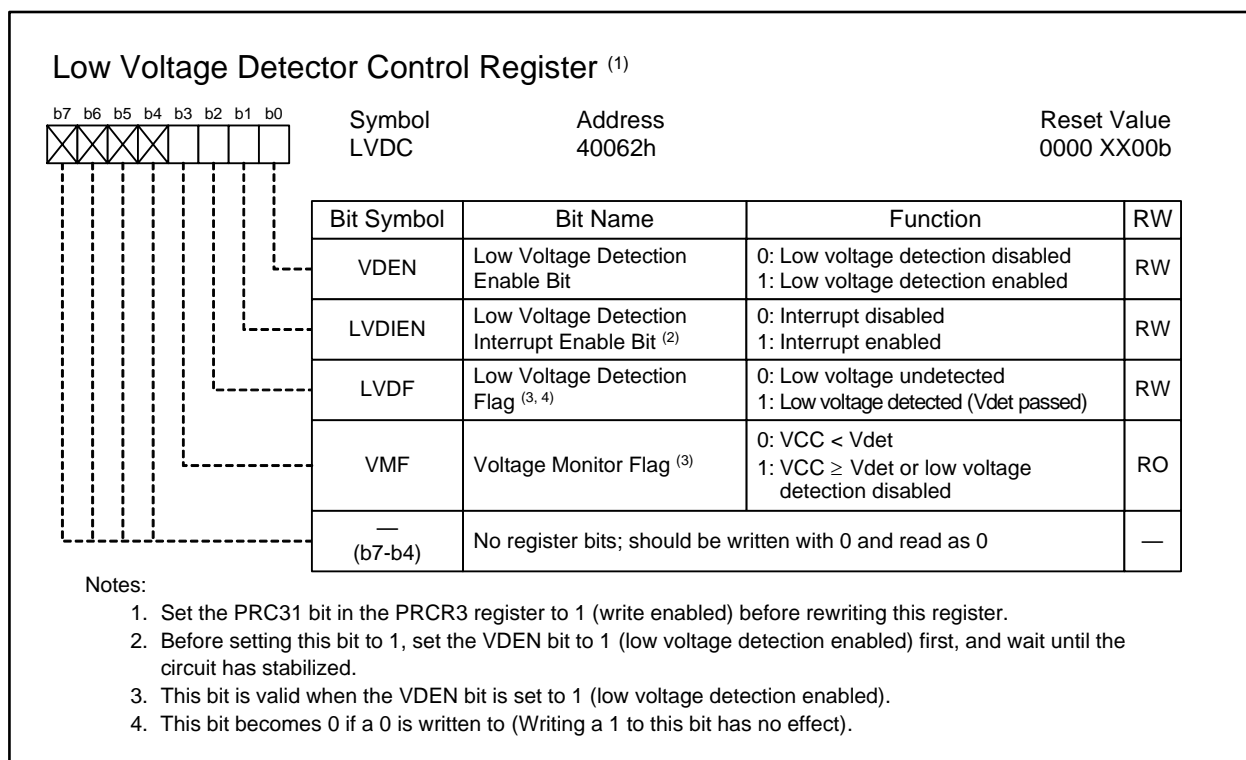 Low Voltage Detector Control Register (1)
b7 b6 b5 b4 b3 b2 b1 b0
Symbol Address Reset Value
LVDC 40062h 0000 XX00b
Bit Symbol Bit Name Function RW
VDEN Low Voltage Detection Enable Bit 0: Low voltage detection disabled RW
1: Low voltage detection enabled
LVDIEN Low Voltage Detection Interrupt Enable Bit (2) 0: Interrupt disabled RW
1: Interrupt enabled
LVDF Low Voltage Detection Flag (3, 4) 0: Low voltage undetected RW
1: Low voltage detected (Vdet passed)
VMF Voltage Monitor Flag (3) 0: VCC < Vdet RO
1: VCC ≥ Vdet or low voltage
detection disabled
—
(b7-b4) No register bits; should be written with 0 and read as 0 —
Notes:
1. Set the PRC31 bit in the PRCR3 register to 1 (write enabled) before rewriting this register.
2. Before setting this bit to 1, set the VDEN bit to 1 (low voltage detection enabled) first, and wait until the
circuit has stabilized.
3. This bit is valid when the VDEN bit is set to 1 (low voltage detection enabled).
4. This bit becomes 0 if a 0 is written to (Writing a 1 to this bit has no effect).